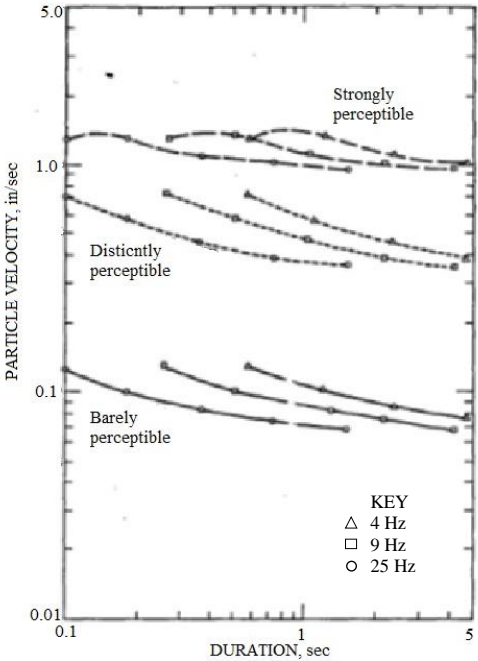 5.0
Strongly
perceptible
1.0
PARTICLE VELOCITY, in/sec
Disticntly
perceptible
0.1
Barely
perceptible
KEY
4 Hz
9 Hz
25 Hz
0.01
0.1
1
5
DURATION, sec